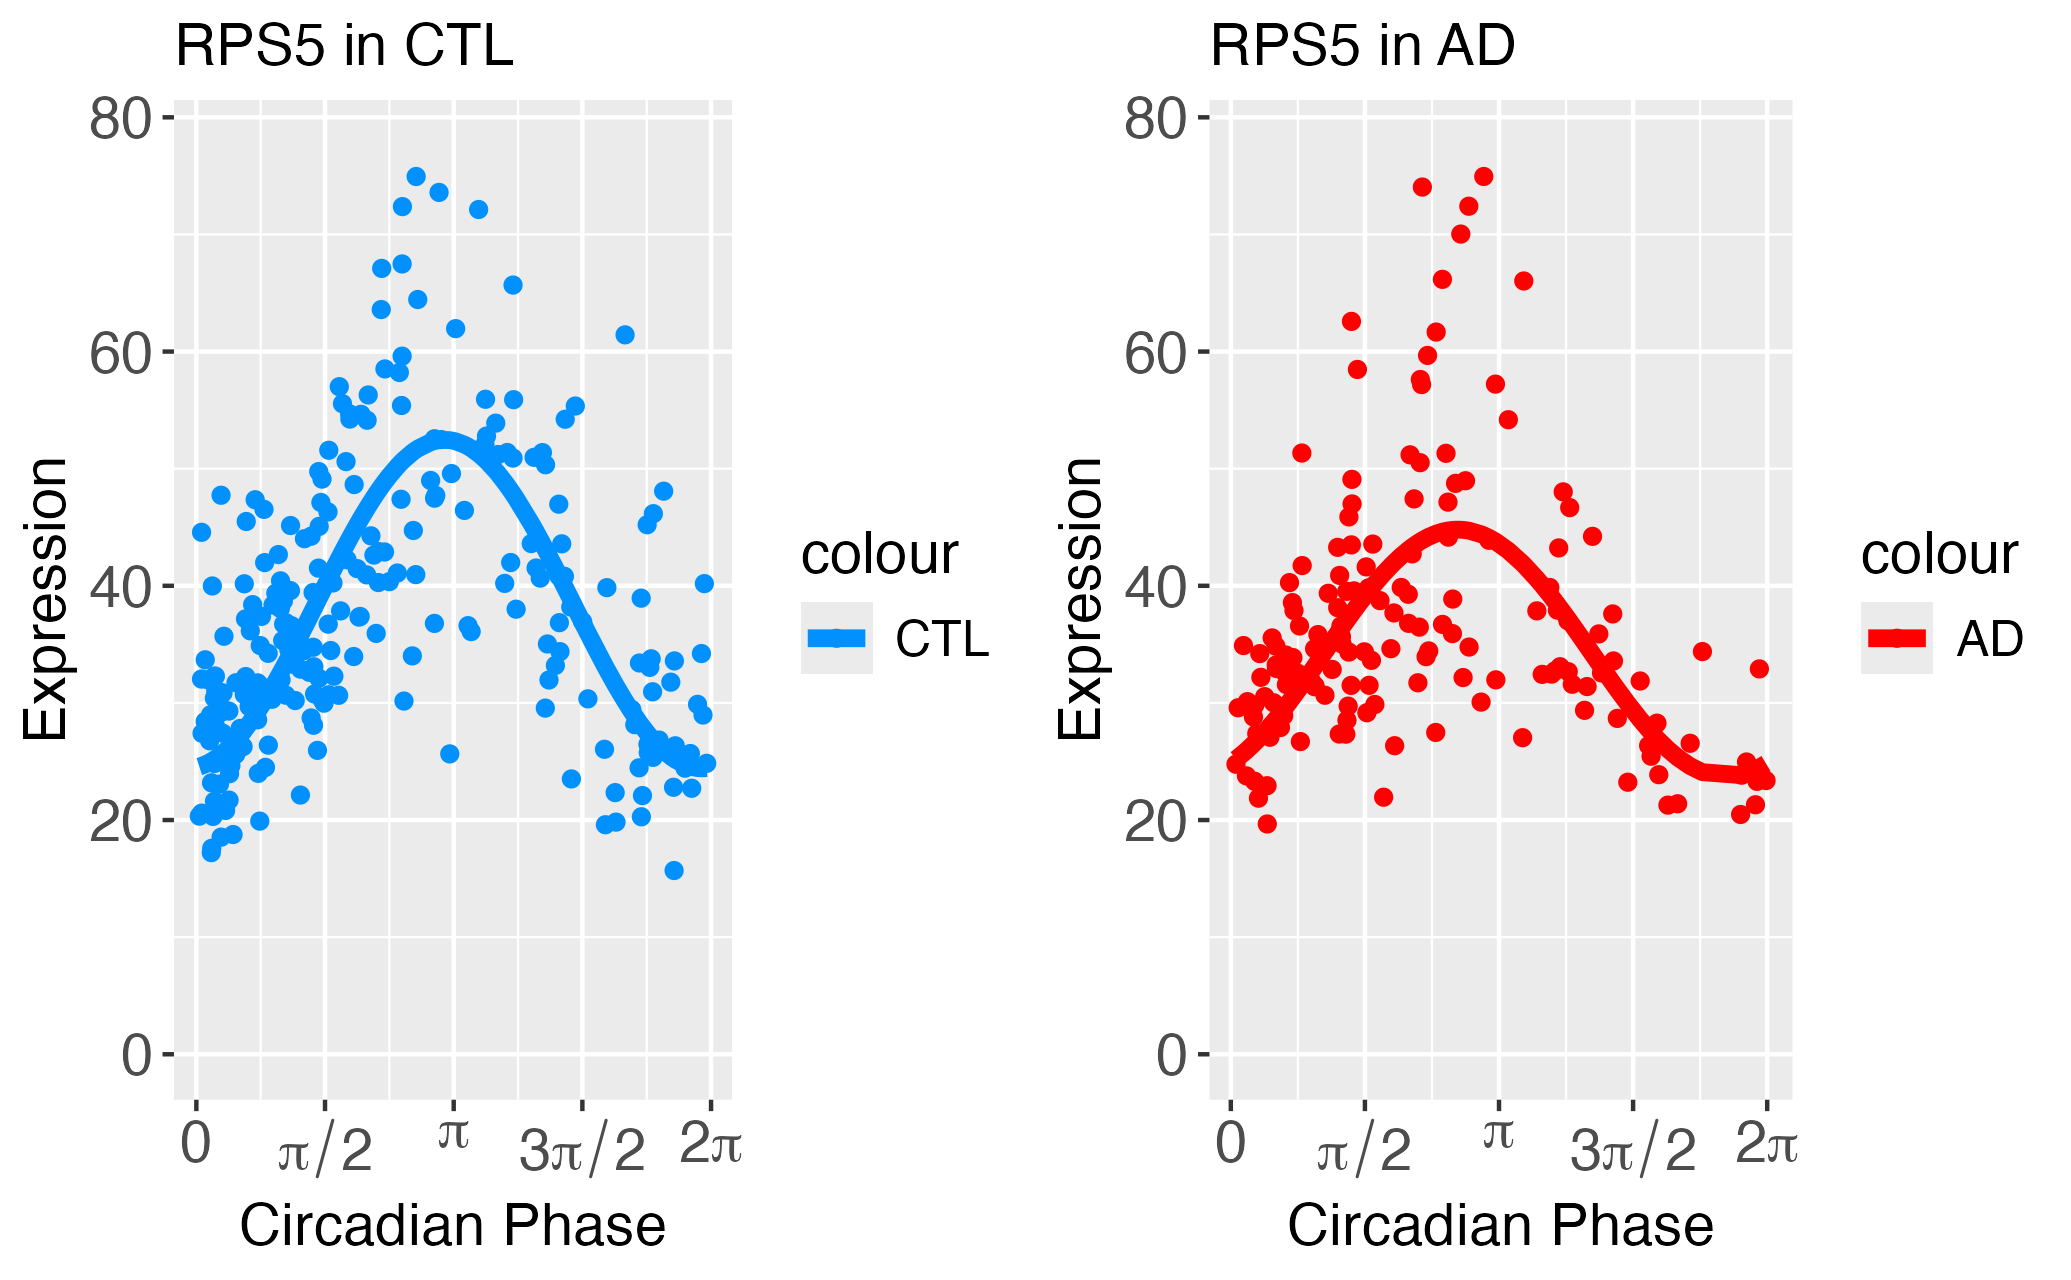 RPS5 in CTL
80
60
40
20
0
Expression
0 π/2 π 3π/2 2π
Circadian Phase
colour
CTL
RPS5 in AD
80
60
40
20
0
Expression
0 π/2 π 3π/2 2π
Circadian Phase
colour
AD